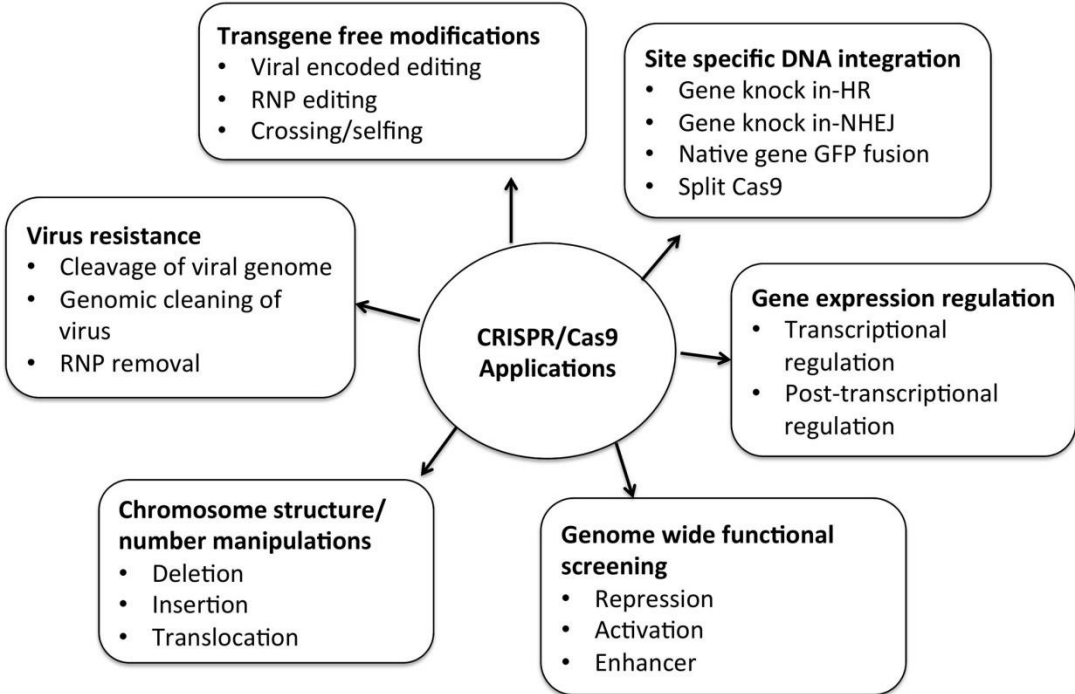 Transgene free modifications
• Viral encoded editing
• RNP editing
• Crossing/selfing
Site specific DNA integration
• Gene knock in-HR
• Gene knock in-NHEJ
• Native gene GFP fusion
• Split Cas9
Virus resistance
• Cleavage of viral genome
• Genomic cleaning of
virus
• RNP removal
CRISPR/Cas9
Applications
Gene expression regulation
• Transcriptional
regulation
• Post-transcriptional
regulation
Chromosome structure/
number manipulations
• Deletion
• Insertion
• Translocation
Genome wide functional
screening
• Repression
• Activation
• Enhancer